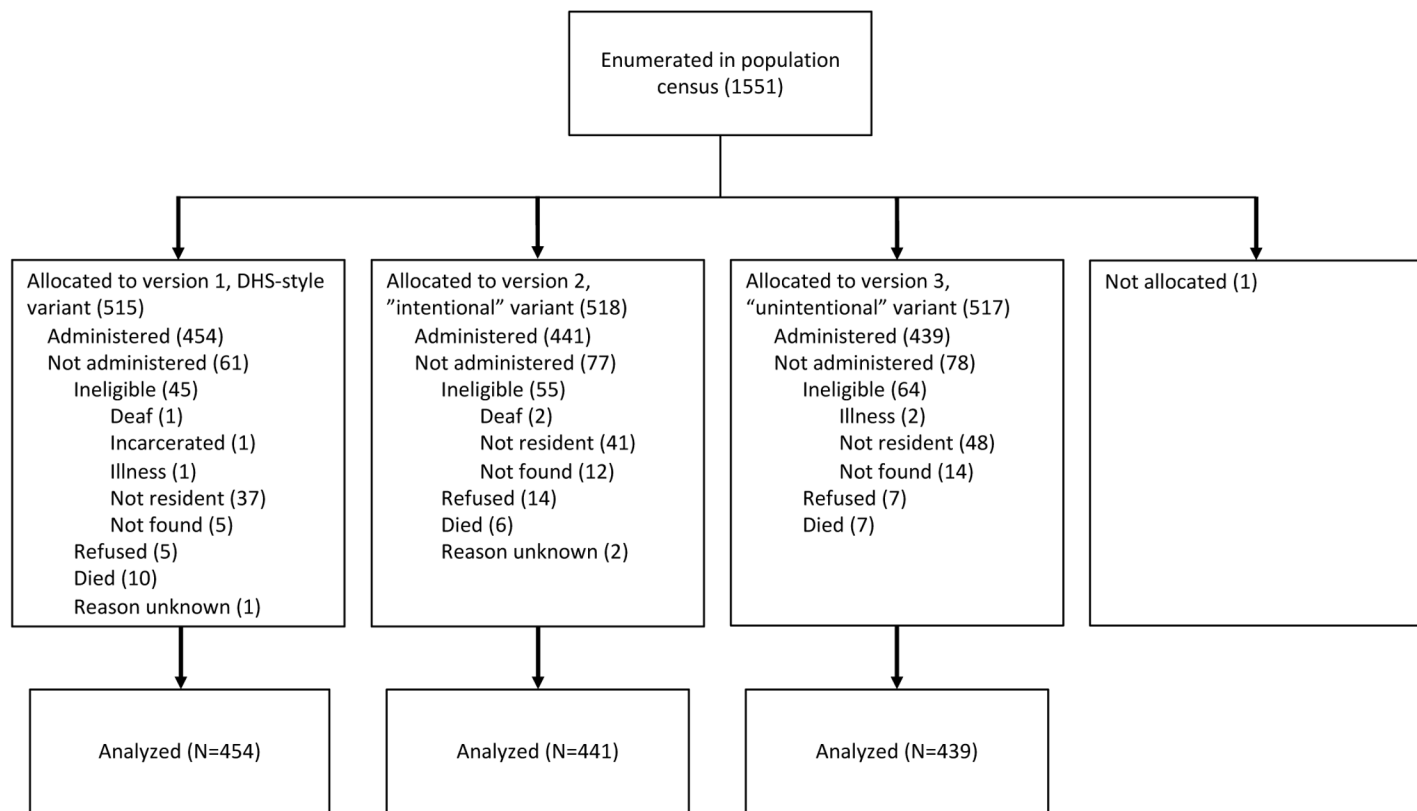 Enumerated in population
census (1551)
Allocated to version 1, DHS-style
variant (515)
Administered (454)
Not administered (61)
Ineligible (45)
Deaf (1)
Incarcerated (1)
Illness (1)
Not resident (37)
Not found (5)
Refused (5)
Died (10)
Reason unknown (1)
Allocated to version 2,
”intentional” variant (518)
Administered (441)
Not administered (77)
Ineligible (55)
Deaf (2)
Not resident (41)
Not found (12)
Refused (14)
Died (6)
Reason unknown (2)
Allocated to version 3,
“unintentional” variant (517)
Administered (439)
Not administered (78)
Ineligible (64)
Illness (2)
Not resident (48)
Not found (14)
Refused (7)
Died (7)
Not allocated (1)
Analyzed (N=454)
Analyzed (N=441)
Analyzed (N=439)